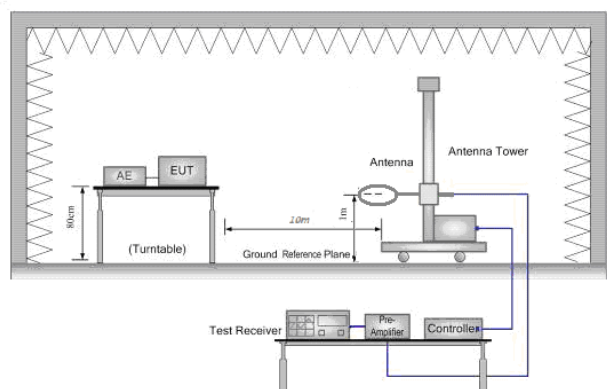 Antenna Tower
Antenna
AE
EUT
80cm
(Turntable)
10m
1m
Ground Reference Plane
Test Receiver
Pre-
Amplifier
Controller